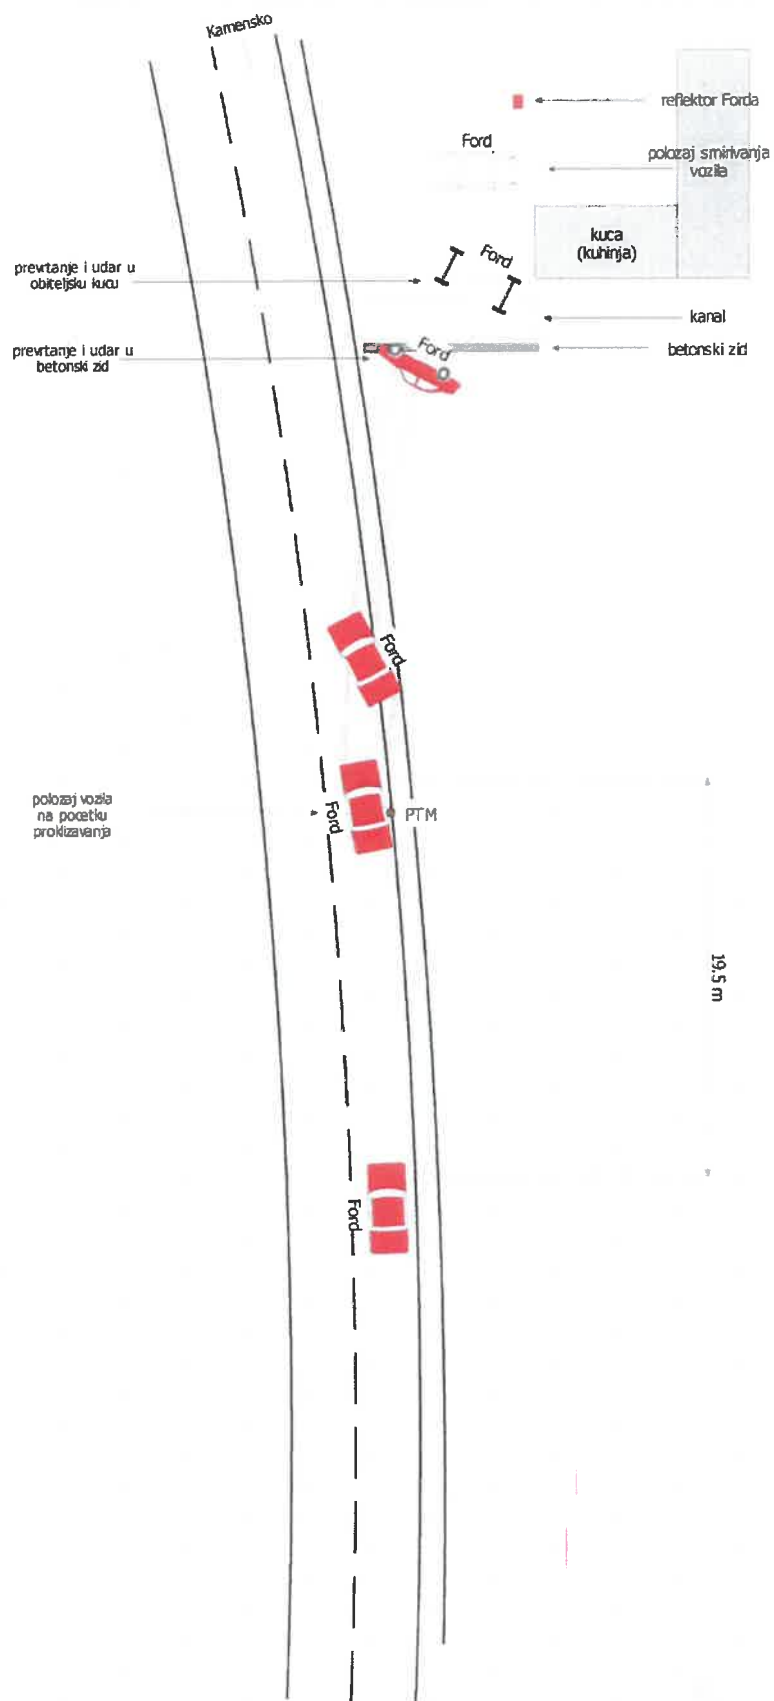 Kamensko
reflektor Forda
Ford
polozaj smirivanja
vozila
kuca
(kuhinja)
Ford
prevrtanje i udar u
obiteljsku kucu
kanal
Ford
betonski zid
prevrtanje i udar u
betonski zid
Ford
polozaj vozila
na pocetku
proklizavanja
Ford
PTM
19.5 m
Ford